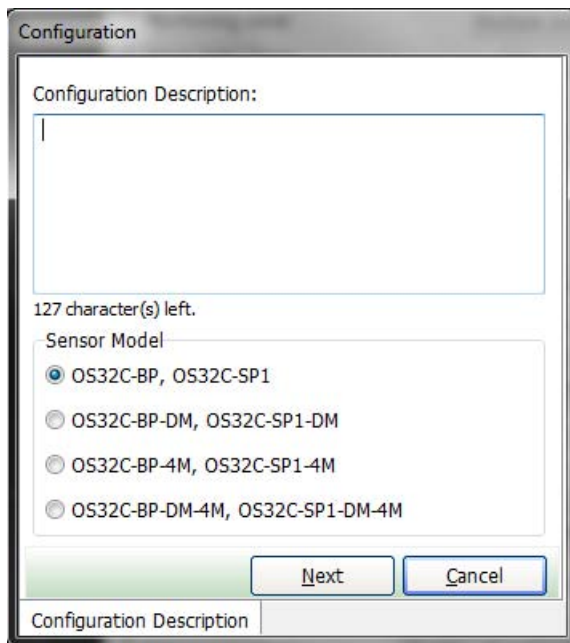 Configuration
Configuration Description:
127 character(s) left.
Sensor Model
OS32C-BP, OS32C-SP1
OS32C-BP-DM, OS32C-SP1-DM
OS32C-BP-4M, OS32C-SP1-4M
OS32C-BP-DM-4M, OS32C-SP1-DM-4M
Next Cancel
Configuration Description